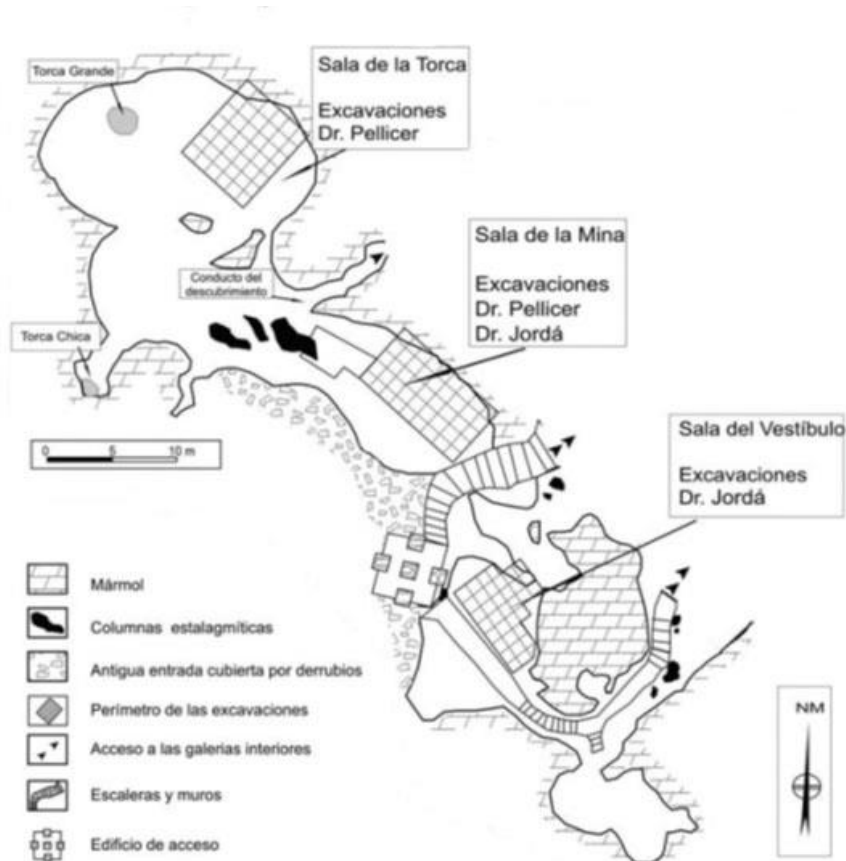 Torca Grande
Sala de la Torca
Excavaciones
Dr. Pellicer
Sala de la Mina
Excavaciones
Dr. Pellicer
Dr. Jordá
Conducto del
descubrimiento
Torca Chica
Sala del Vestíbulo
Excavaciones
Dr. Jordá
0 5 10 m
Mármol
Columnas estalagmíticas
Antigua entrada cubierta por derrubios
Perímetro de las excavaciones
Acceso a las galerias interiores
Escaleras y muros
Edificio de acceso
NM